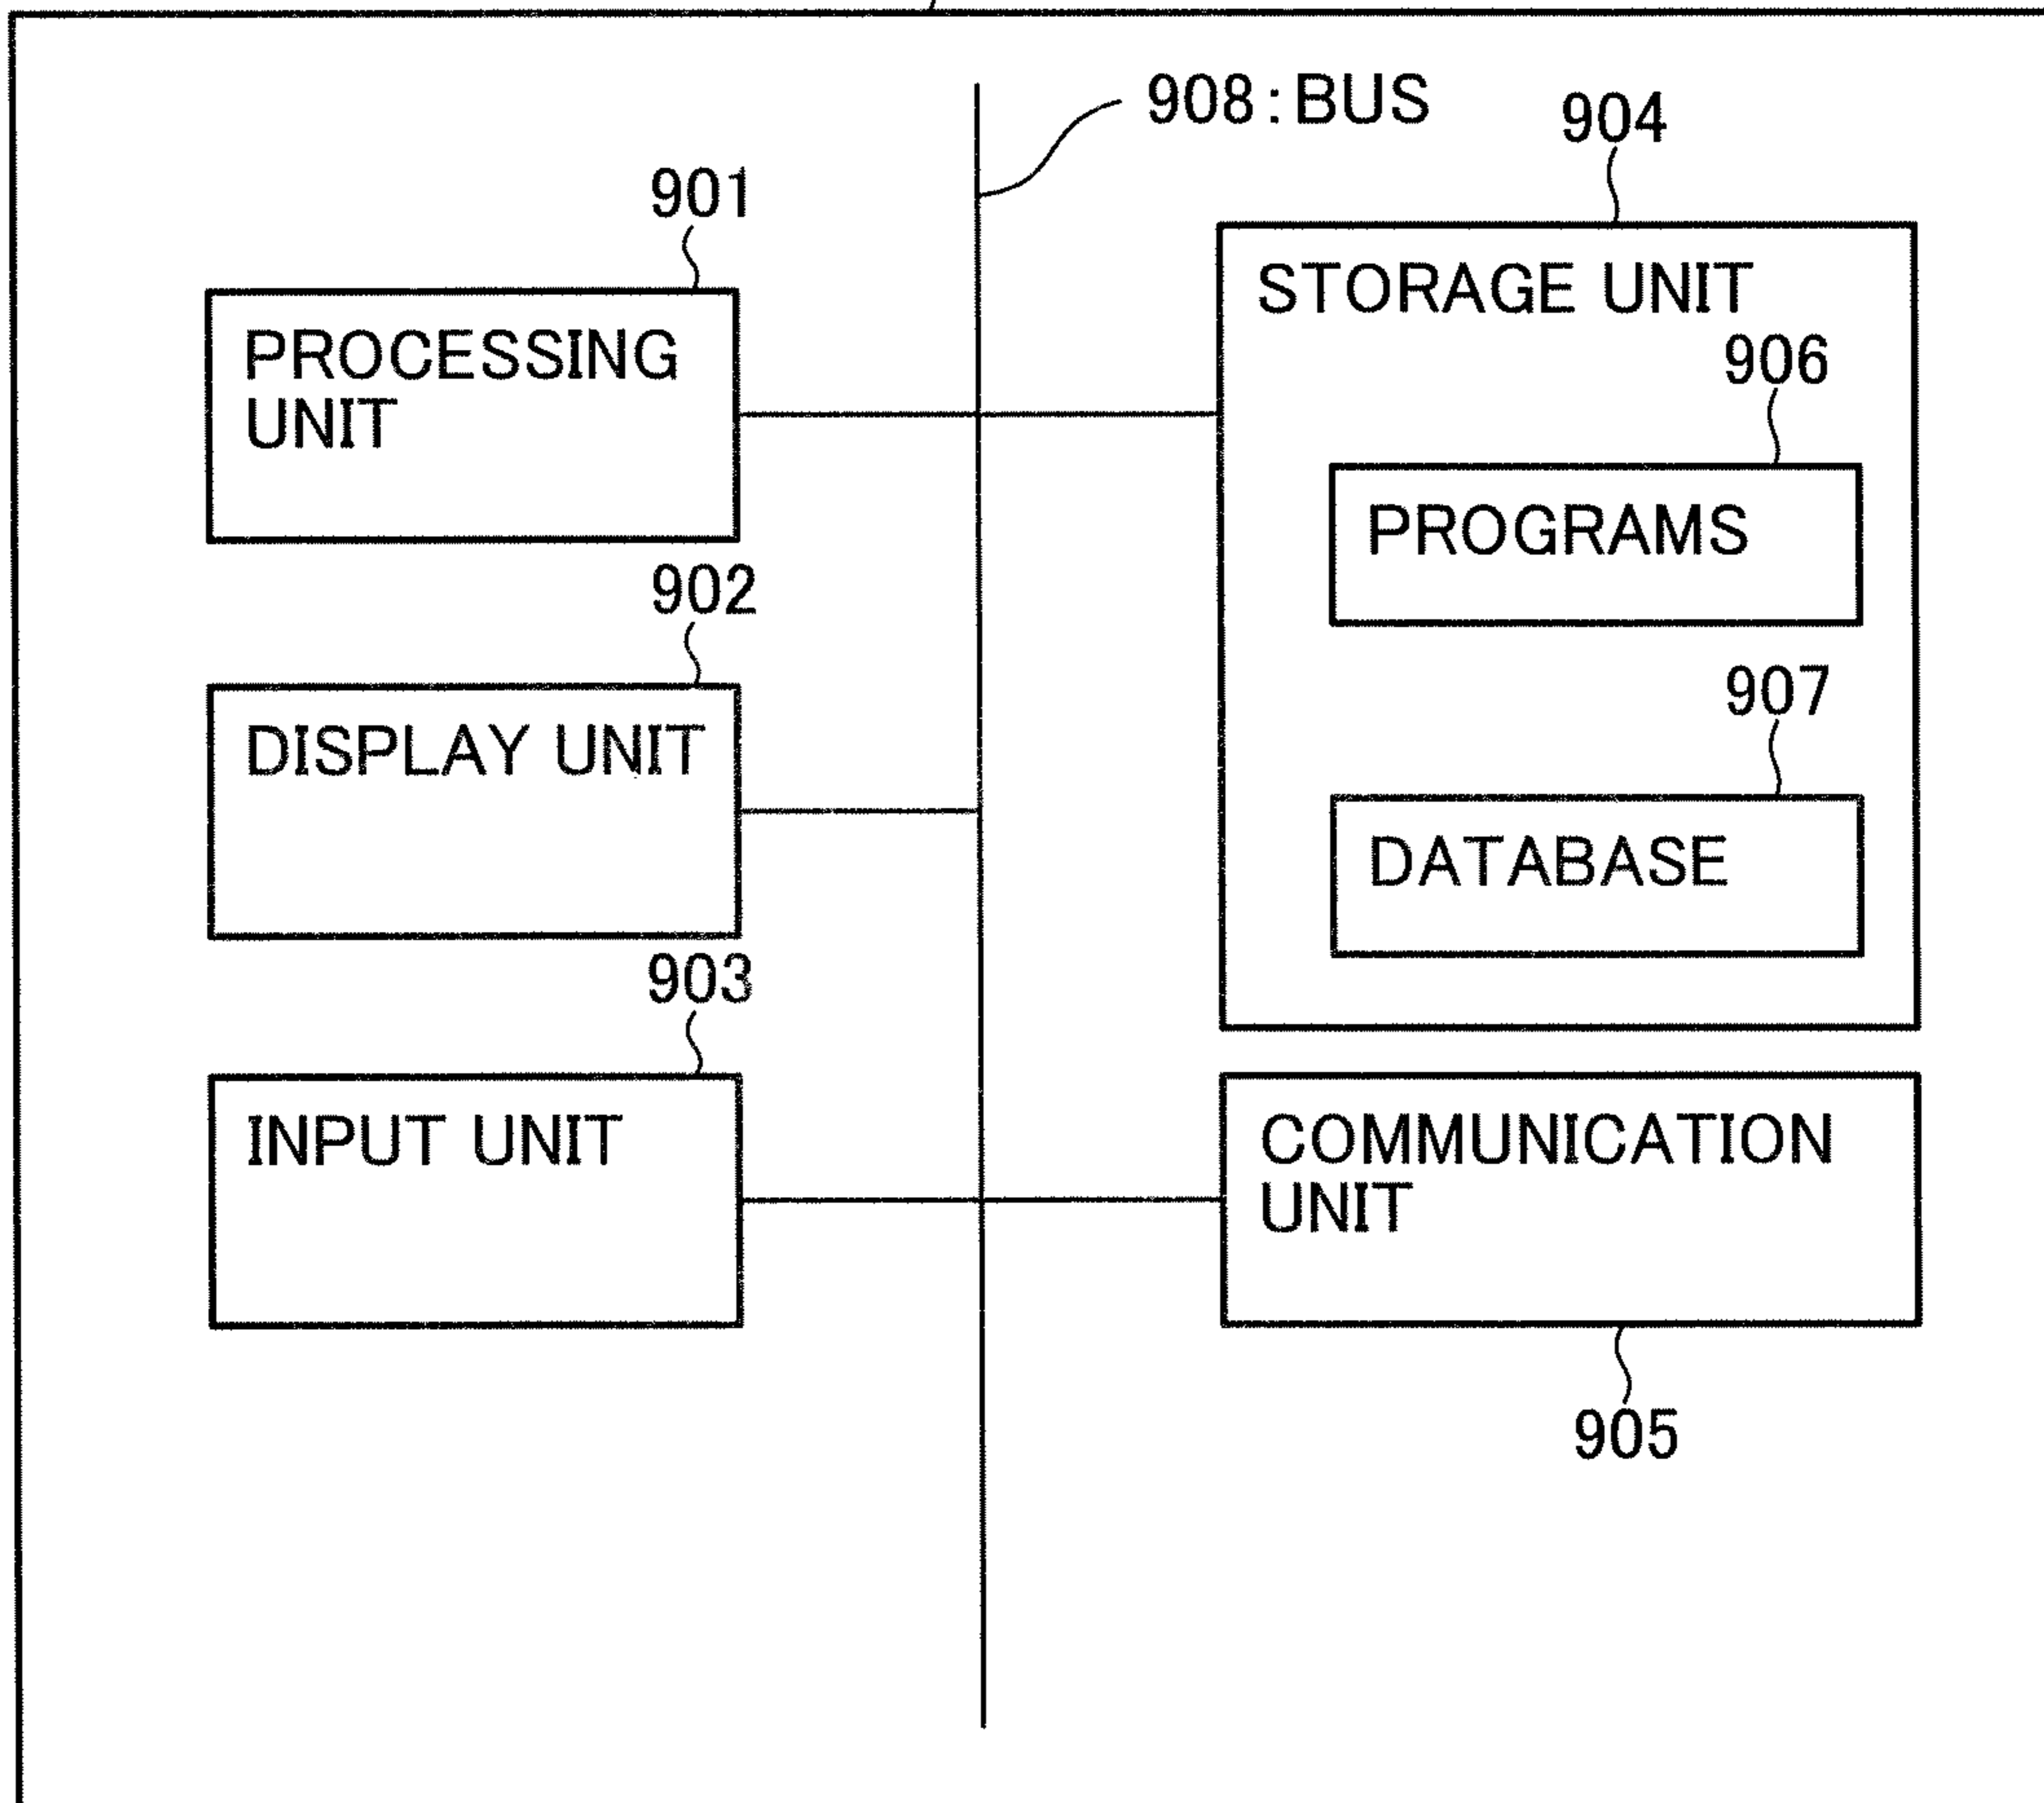 908:BUS
904
901
STORAGE UNIT
PROCESSING
UNIT
906
PROGRAMS
902
907
DISPLAY UNIT
DATABASE
903
INPUT UNIT
COMMUNICATION
UNIT
905